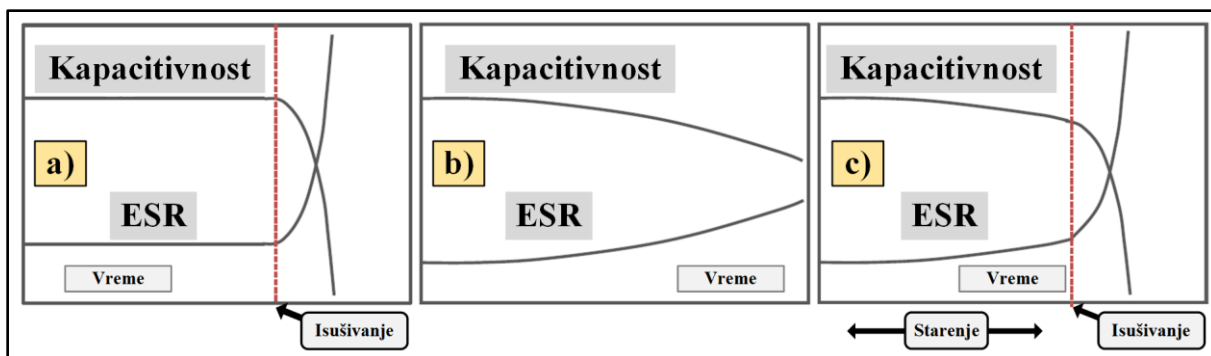 Kapacitivnost
a)
ESR
Vreme
Isušivanje
Kapacitivnost
b)
ESR
Vreme
Kapacitivnost
c)
ESR
Vreme
Starenje
Isušivanje